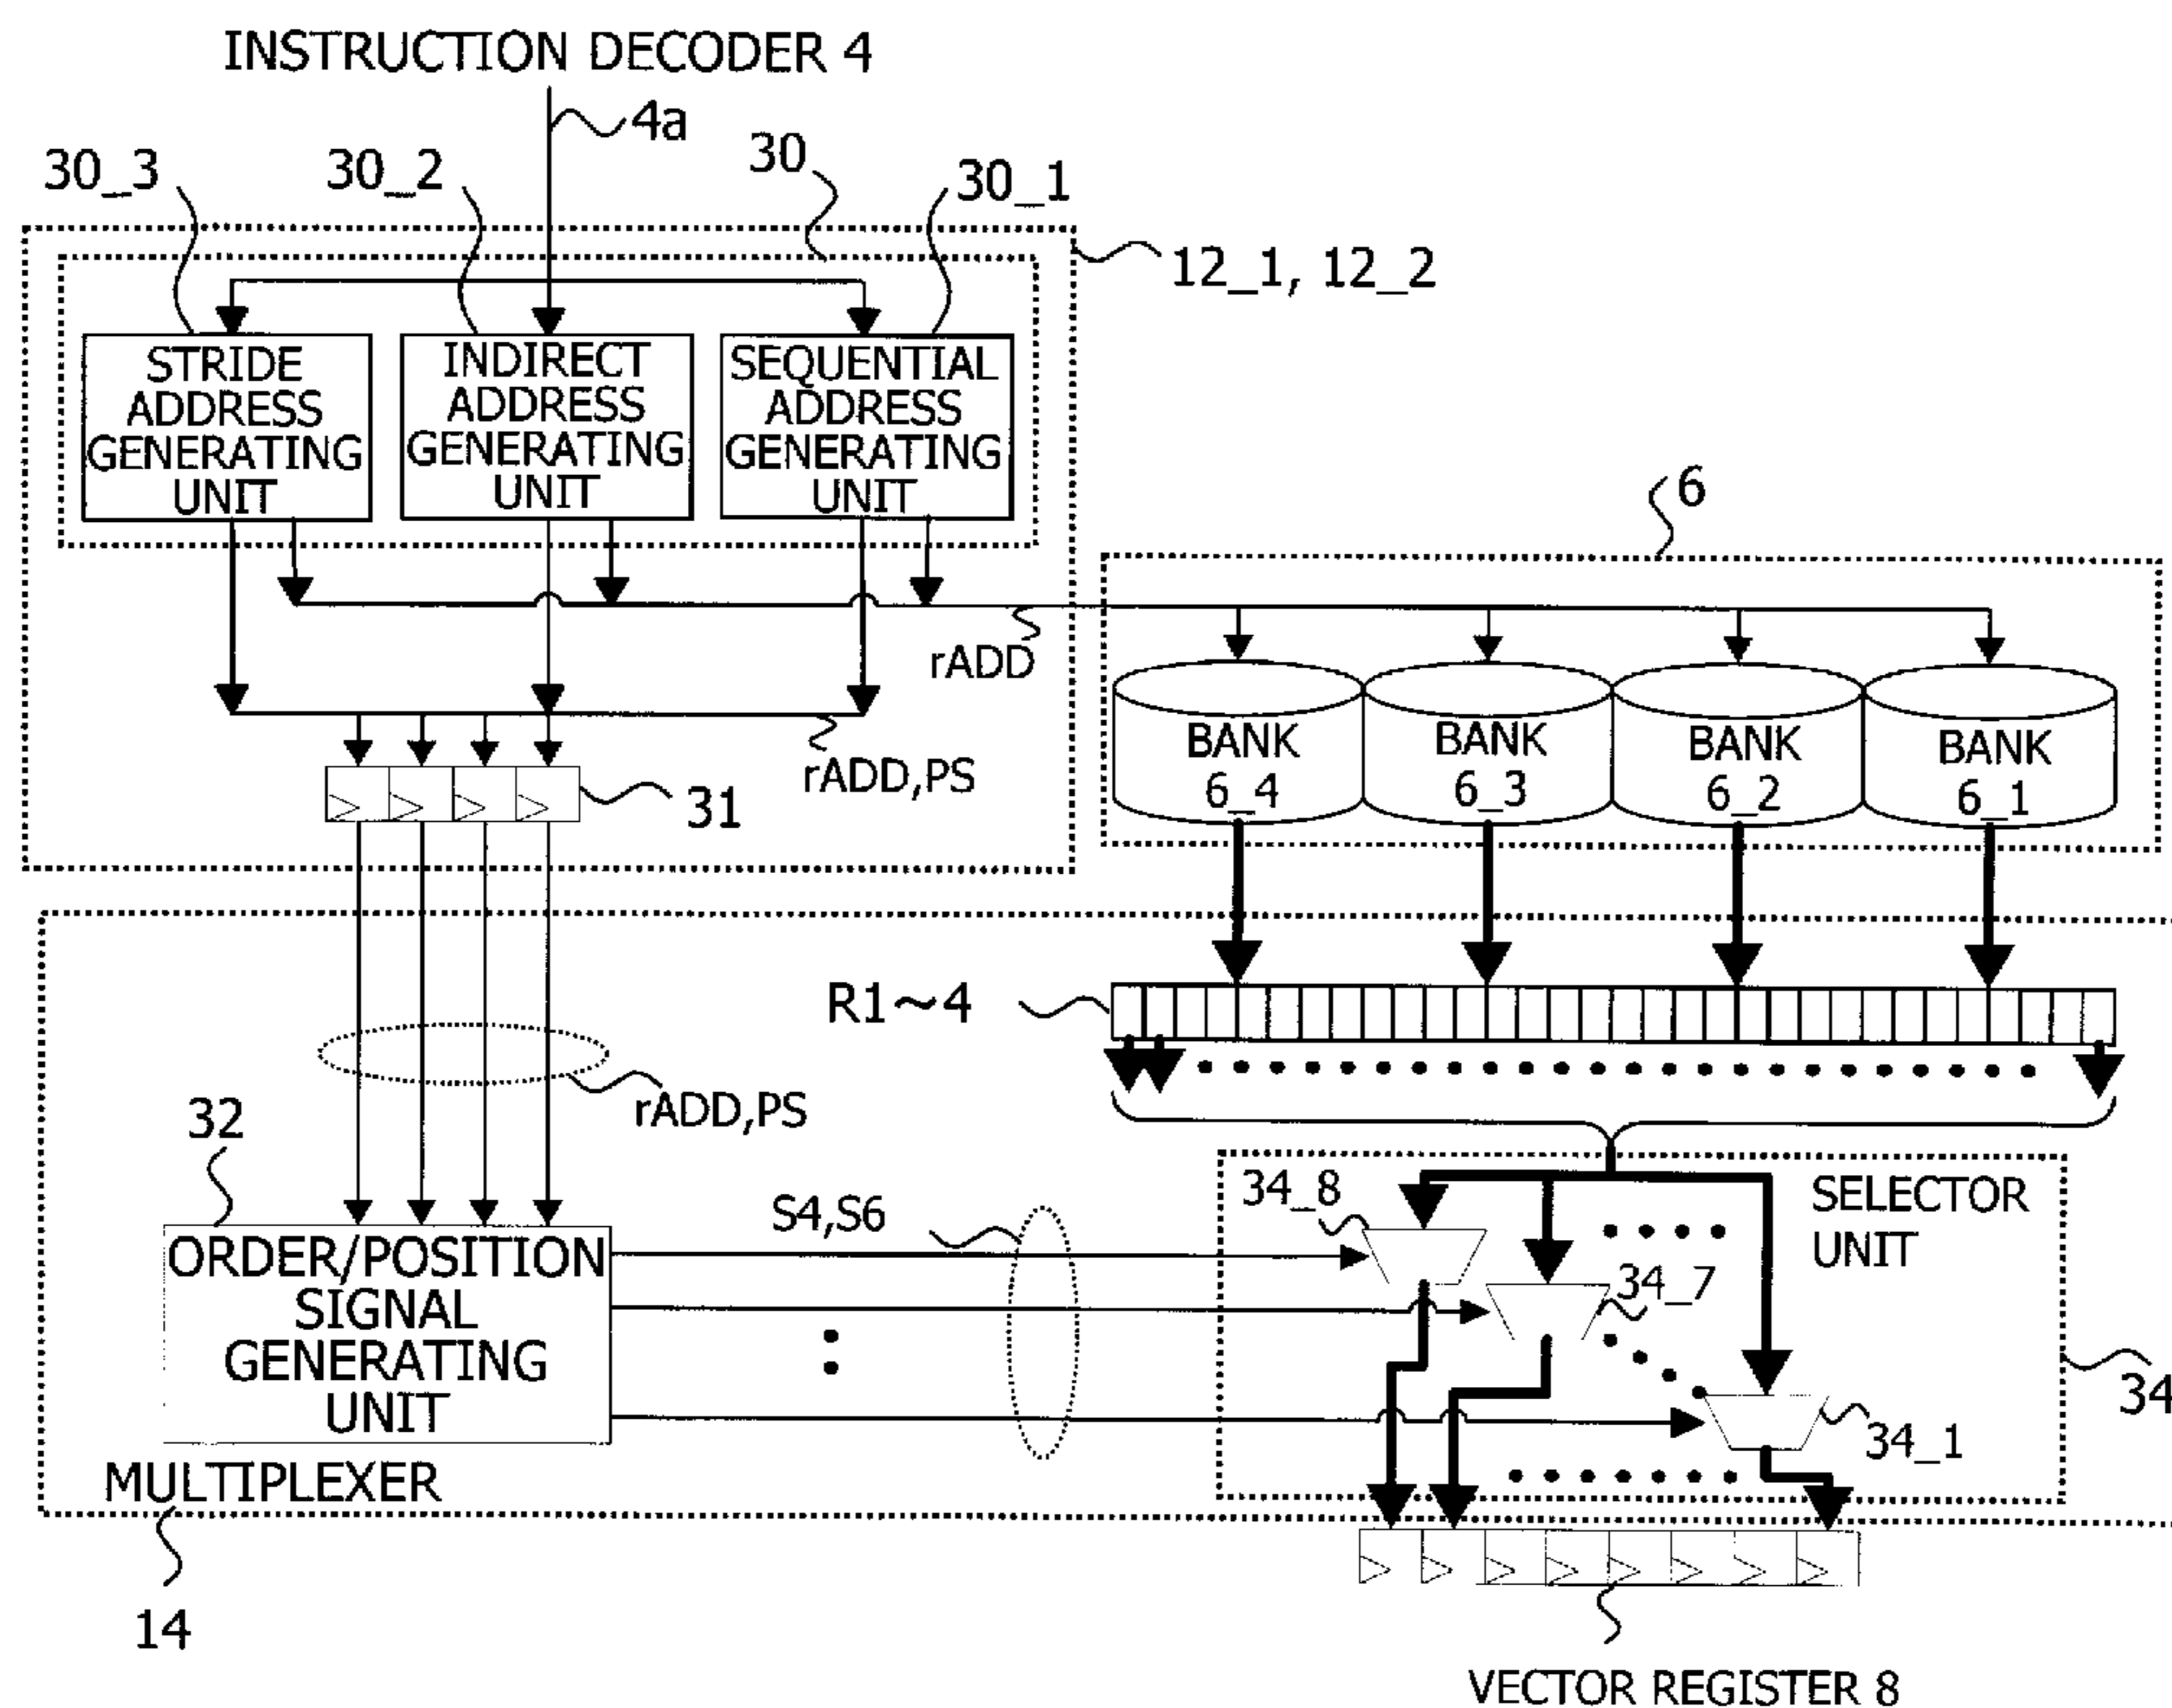 INSTRUCTION DECODER 4
4a
30_3
30_2
30
30_1
12_1, 12_2
STRIDE
ADDRESS
GENERATING
UNIT
INDIRECT
ADDRESS
GENERATING
UNIT
SEQUENTIAL
ADDRESS
GENERATING
UNIT
6
rADD
rADD,PS
31
BANK
6_4
BANK
6_3
BANK
6_2
BANK
6_1
R1~4
rADD,PS
32
ORDER/POSITION
SIGNAL
GENERATING
UNIT
S4,S6
34_8
34_7
SELECTOR
UNIT
34
34_1
MULTIPLEXER
14
VECTOR REGISTER 8